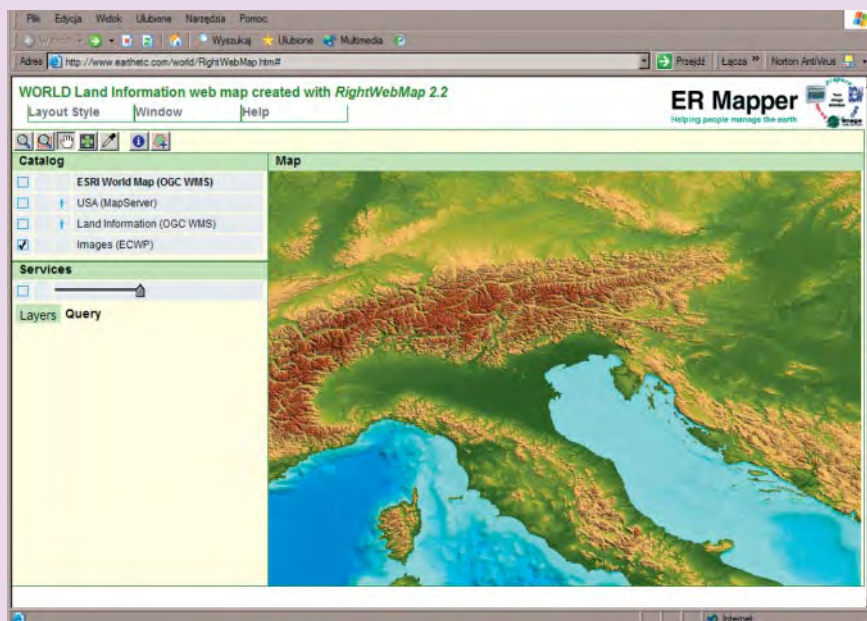 Plik Edycja Widok Ulubione Narzędzia Pomoc
Wyszukaj Ulubione Multimedia
Adres http://www.earthetc.com/world/RightWebMap.htm# Przejdź Łącza » Norton AntiVirus
WORLD Land Information web map created with RightWebMap 2.2
Layout Style Window Help
ER Mapper
Helping people manage the earth
Catalog
Map
ESRI World Map (OGC WMS)
USA (MapServer)
Land Information (OGC WMS)
Images (ECWP)
Services
Layers Query
Internet